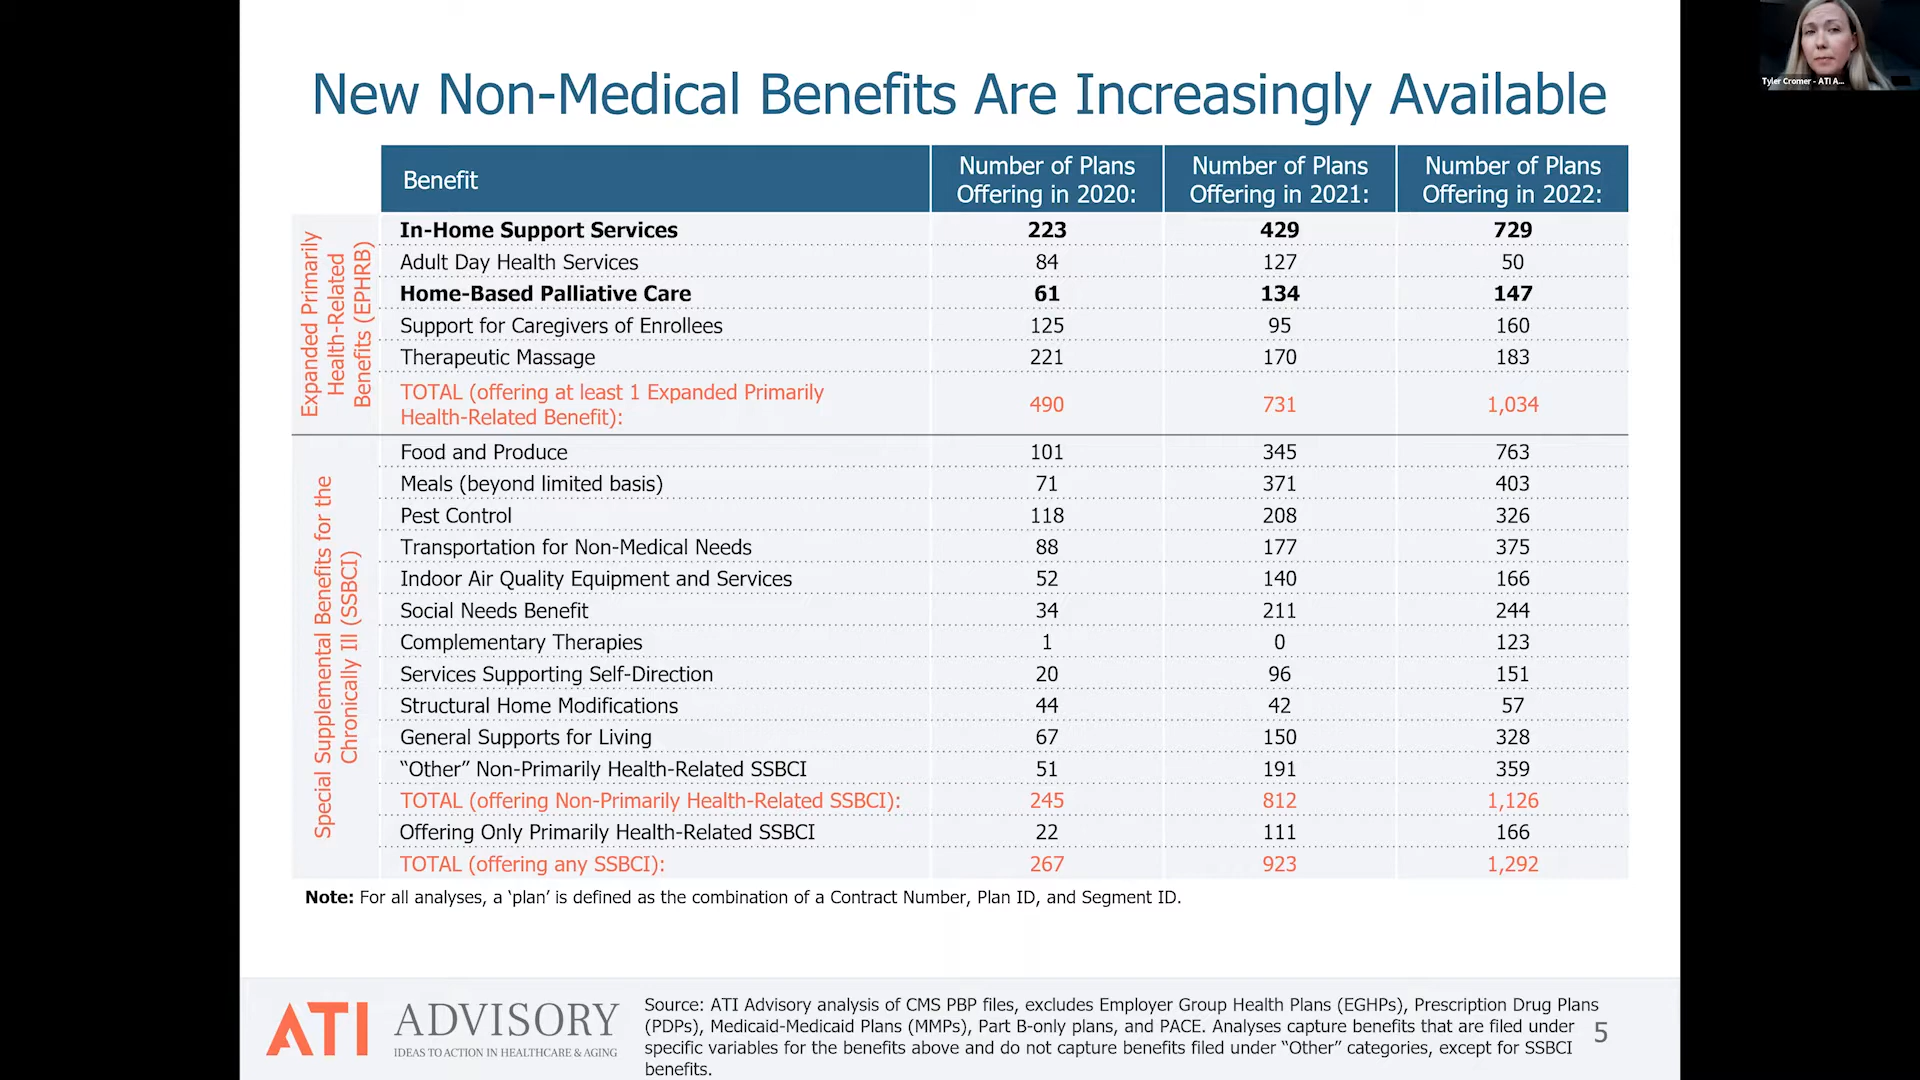 Tyler Cromer - ATI A...
New Non-Medical Benefits Are Increasingly Available
Benefit
Number of Plans
Offering in 2020:
Number of Plans
Offering in 2021:
Number of Plans
Offering in 2022:
Expanded Primarily
Health-Related
Benefits (EPHRB)
In-Home Support Services 223 429 729
Adult Day Health Services 84 127 50
Home-Based Palliative Care 61 134 147
Support for Caregivers of Enrollees 125 95 160
Therapeutic Massage 221 170 183
TOTAL (offering at least 1 Expanded Primarily
Health-Related Benefit): 490 731 1,034
Special Supplemental Benefits for the
Chronically Ill (SSBCI)
Food and Produce 101 345 763
Meals (beyond limited basis) 71 371 403
Pest Control 118 208 326
Transportation for Non-Medical Needs 88 177 375
Indoor Air Quality Equipment and Services 52 140 166
Social Needs Benefit 34 211 244
Complementary Therapies 1 0 123
Services Supporting Self-Direction 20 96 151
Structural Home Modifications 44 42 57
General Supports for Living 67 150 328
“Other” Non-Primarily Health-Related SSBCI 51 191 359
TOTAL (offering Non-Primarily Health-Related SSBCI): 245 812 1,126
Offering Only Primarily Health-Related SSBCI 22 111 166
TOTAL (offering any SSBCI): 267 923 1,292
Note: For all analyses, a ‘plan’ is defined as the combination of a Contract Number, Plan ID, and Segment ID.
ATI ADVISORY
IDEAS TO ACTION IN HEALTHCARE & AGING
Source: ATI Advisory analysis of CMS PBP files, excludes Employer Group Health Plans (EGHPs), Prescription Drug Plans
(PDPs), Medicaid-Medicaid Plans (MMPs), Part B-only plans, and PACE. Analyses capture benefits that are filed under
specific variables for the benefits above and do not capture benefits filed under “Other” categories, except for SSBCI
benefits.
5